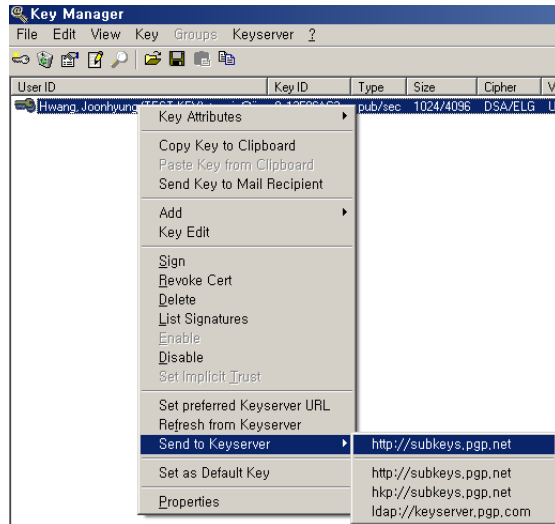 Key Manager
File Edit View Key Groups Keyserver ?
User ID Key ID Type Size Cipher
Hwang, Joonhyung pub/sec 1024/4096 DSA/ELG
Key Attributes
Copy Key to Clipboard
Paste Key from Clipboard
Send Key to Mail Recipient
Add
Key Edit
Sign
Revoke Cert
Delete
List Signatures
Enable
Disable
Set Implicit Trust
Set preferred Keyserver URL
Refresh from Keyserver
Send to Keyserver http://subkeys.pgp.net
Set as Default Key http://subkeys.pgp.net
hkp://subkeys.pgp.net
Properties ldap://keyserver.pgp.com